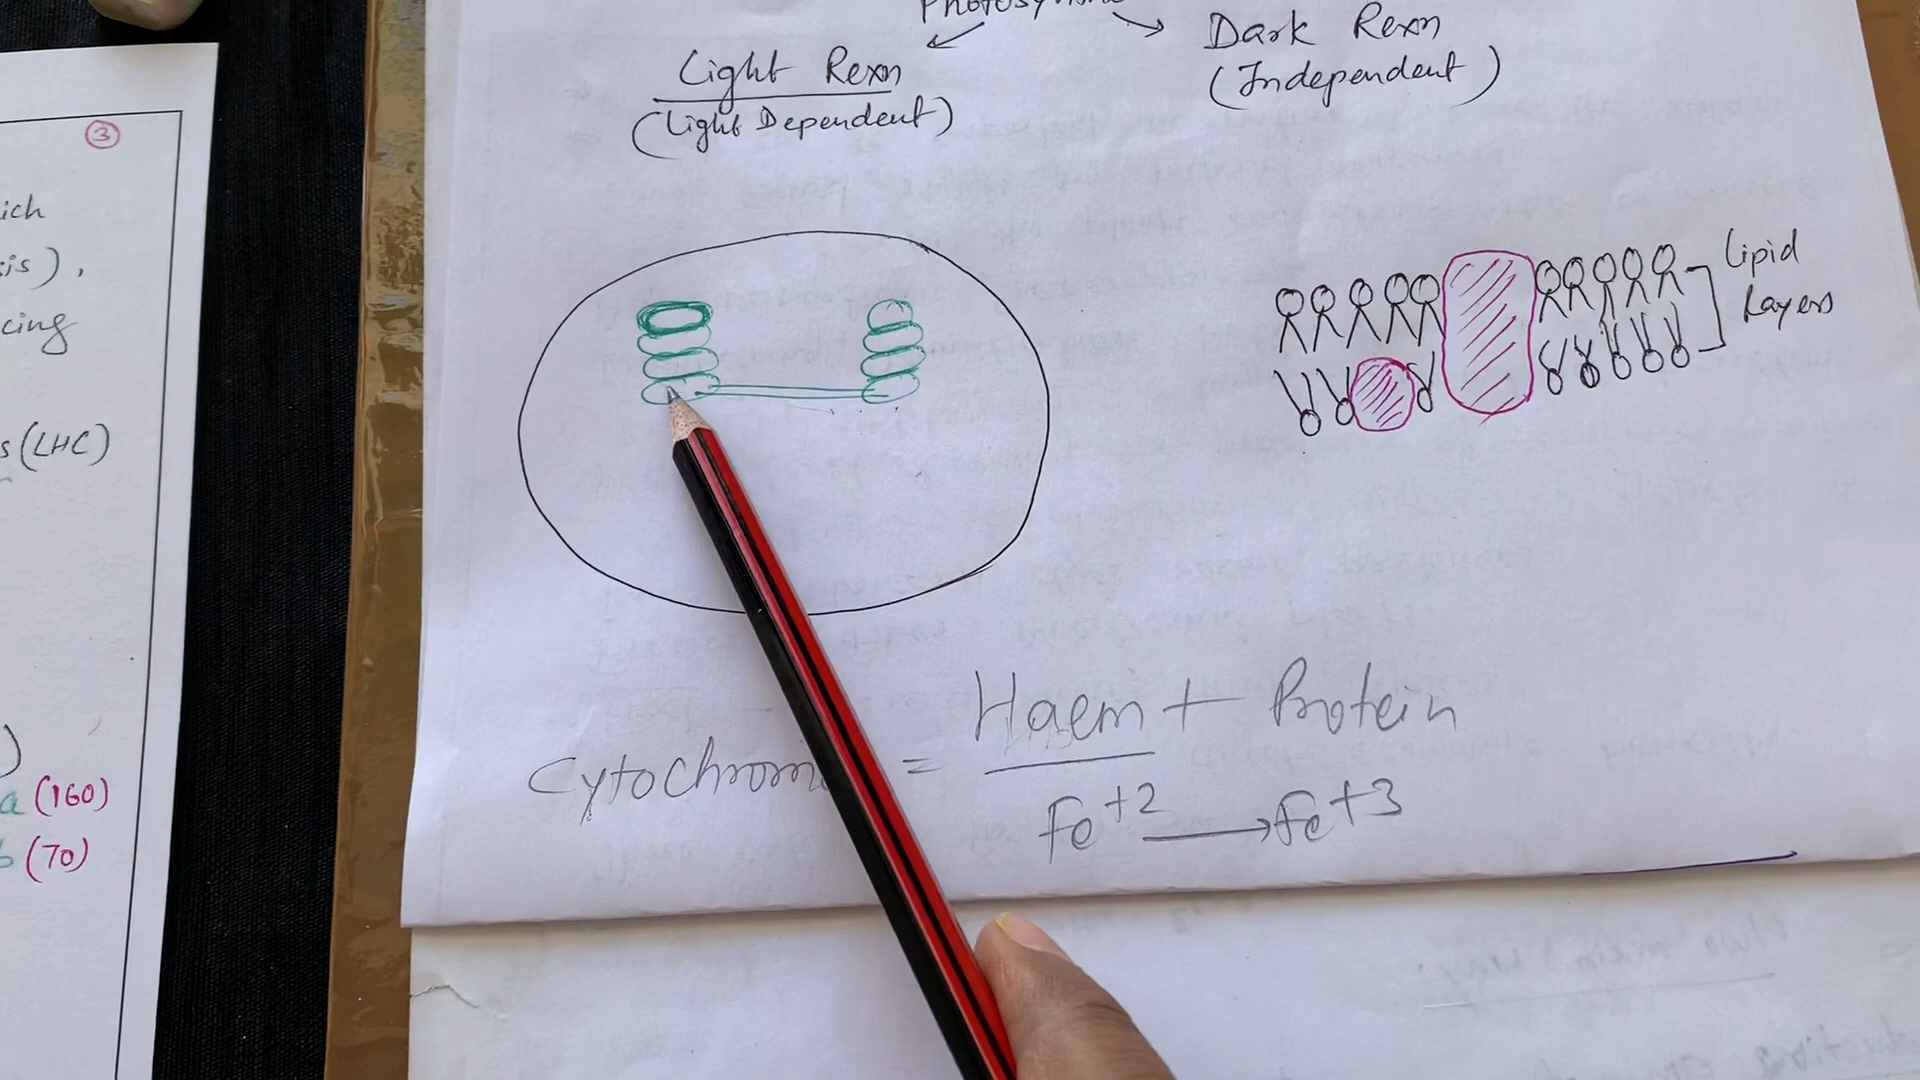 Light Rexn
(Light Dependent)
Dark Rexn
(Independent)
Lipid
Layers
= Haem + Protein
Fe+2 → Fe+3
3
ich
sis),
cing
s (LHC)
a (160)
b (70)